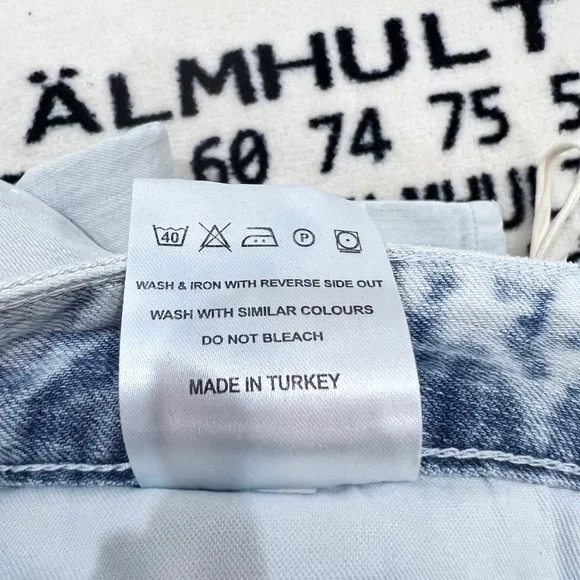 ÄLMHULT
60 74 75 5
40
P
WASH & IRON WITH REVERSE SIDE OUT
WASH WITH SIMILAR COLOURS
DO NOT BLEACH
MADE IN TURKEY